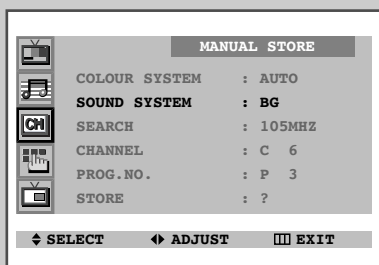 MANUAL STORE
COLOUR SYSTEM : AUTO
SOUND SYSTEM : BG
CH
SEARCH : 105MHZ
CHANNEL : C 6
PROG.NO. : P 3
STORE : ?
SELECT ADJUST EXIT